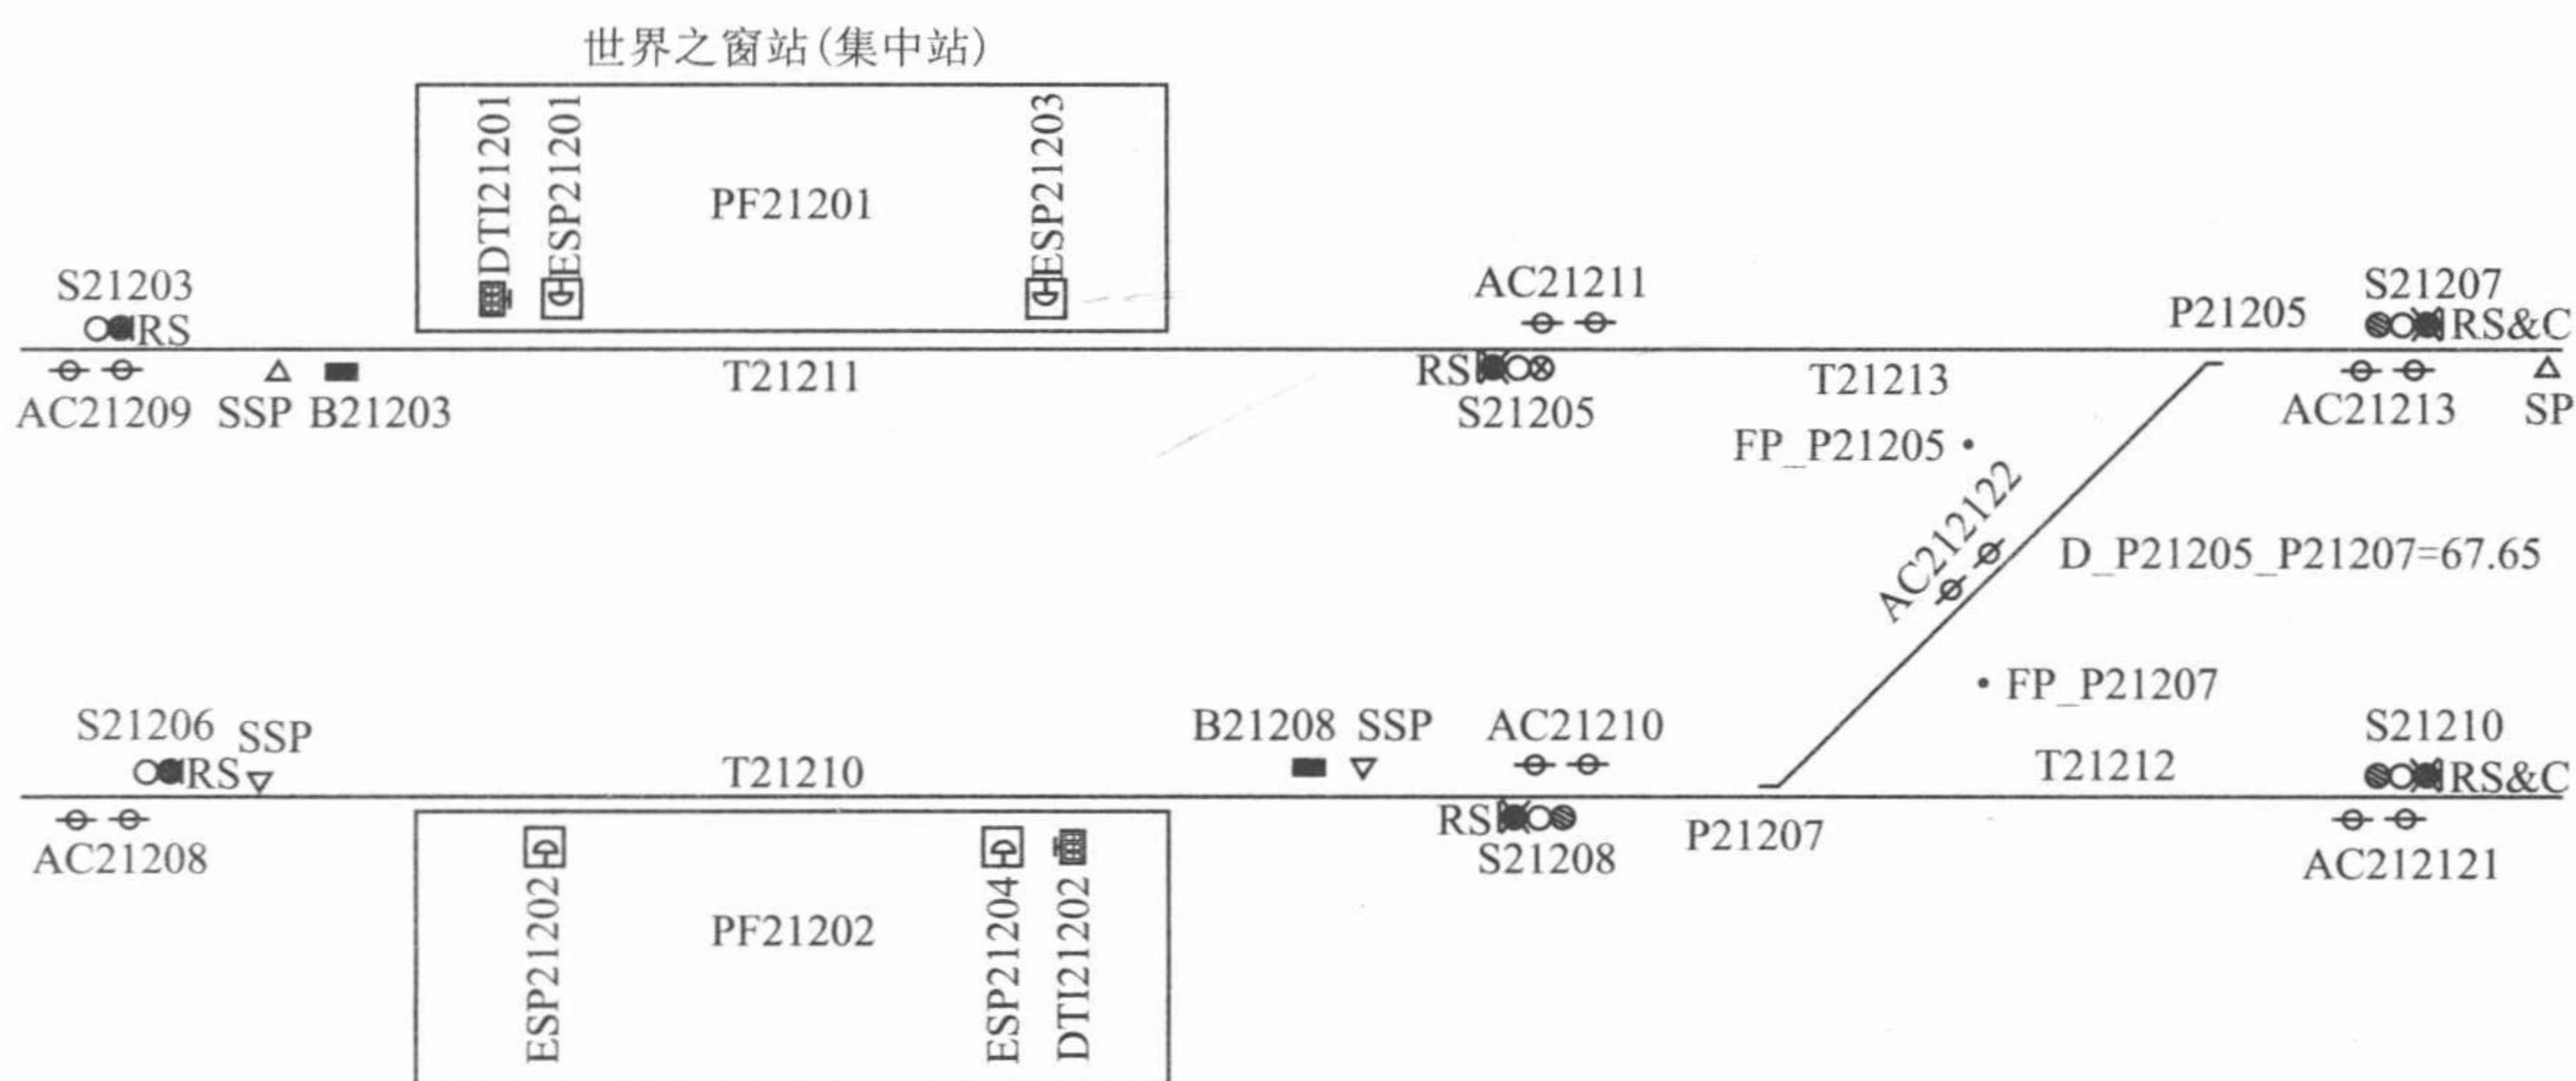 世界之窗站(集中站)
DTI21201
ESP21201
PF21201
ESP21203
S21203
RS
AC21209
SSP
B21203
T21211
AC21211
RS
S21205
T21213
FP_P21205
P21205
S21207
RS&C
AC21213
SP
AC212122
D_P21205_P21207=67.65
FP_P21207
S21206
SSP
RS
AC21208
T21210
B21208
SSP
AC21210
RS
S21208
P21207
T21212
S21210
RS&C
AC212121
ESP21202
PF21202
ESP21204
DTI21202